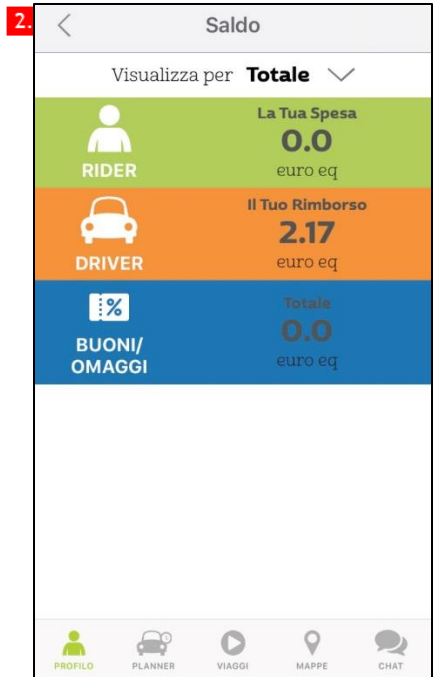 2.
Saldo
Visualizza per Totale
La Tua Spesa
0.0
euro eq
RIDER
Il Tuo Rimborso
2.17
euro eq
DRIVER
%
Totale
0.0
euro eq
BUONI/
OMAGGI
PROFILO PLANNER VIAGGI MAPPE CHAT